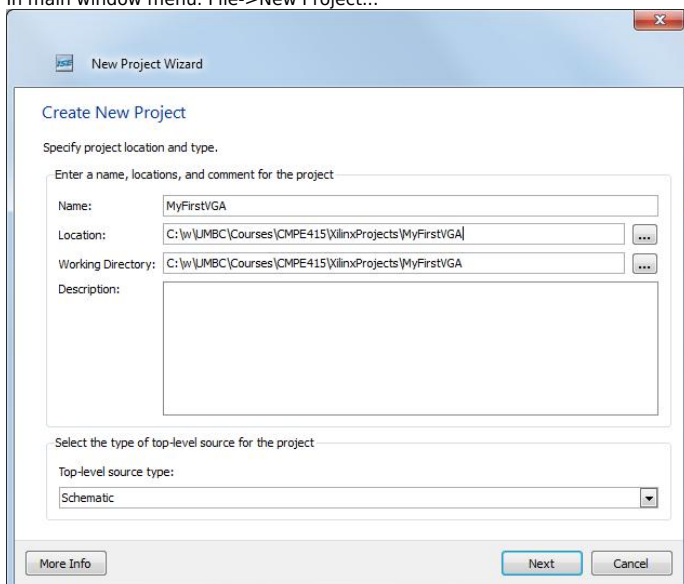 In main window menu: File->New Project...
ISE New Project Wizard
Create New Project
Specify project location and type.
Enter a name, locations, and comment for the project
Name: MyFirstVGA
Location: C:\w\UMBC\Courses\CMPE415\XilinxProjects\MyFirstVGA ...
Working Directory: C:\w\UMBC\Courses\CMPE415\XilinxProjects\MyFirstVGA ...
Description:
Select the type of top-level source for the project
Top-level source type:
Schematic
More Info Next Cancel